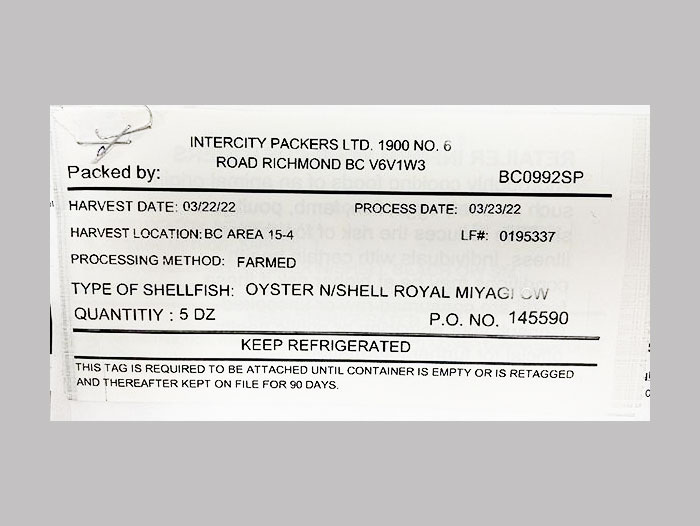 INTERCITY PACKERS LTD. 1900 NO. 6
ROAD RICHMOND BC V6V1W3
Packed by: BC0992SP
HARVEST DATE: 03/22/22 PROCESS DATE: 03/23/22
HARVEST LOCATION: BC AREA 15-4 LF#: 0195337
PROCESSING METHOD: FARMED
TYPE OF SHELLFISH: OYSTER N/SHELL ROYAL MIYAGI
QUANTITIY : 5 DZ P.O. NO. 145590
KEEP REFRIGERATED
THIS TAG IS REQUIRED TO BE ATTACHED UNTIL CONTAINER IS EMPTY OR IS RETAGGED
AND THEREAFTER KEPT ON FILE FOR 90 DAYS.